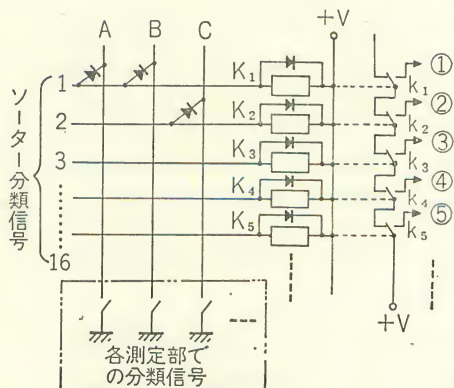 A B C
+V
1 K₁ k₁ ①
2 K₂ k₂ ②
3 K₃ k₃ ③
K₄ k₄ ④
K₅ k₅ ⑤
16
ソーター分類信号
+V
各測定部で
の分類信号